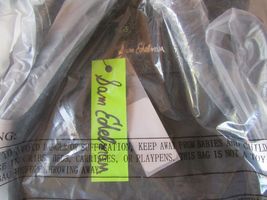 Sam Edelman
Sam Edelman
NG:
TO AVOID DANGER OF SUFFOCATION, KEEP AWAY FROM BABIES AND CHILDREN
IN CRIBS, BEDS, CARRIAGES, OR PLAYPENS. THIS BAG IS NOT A TOY
THROWING AWAY